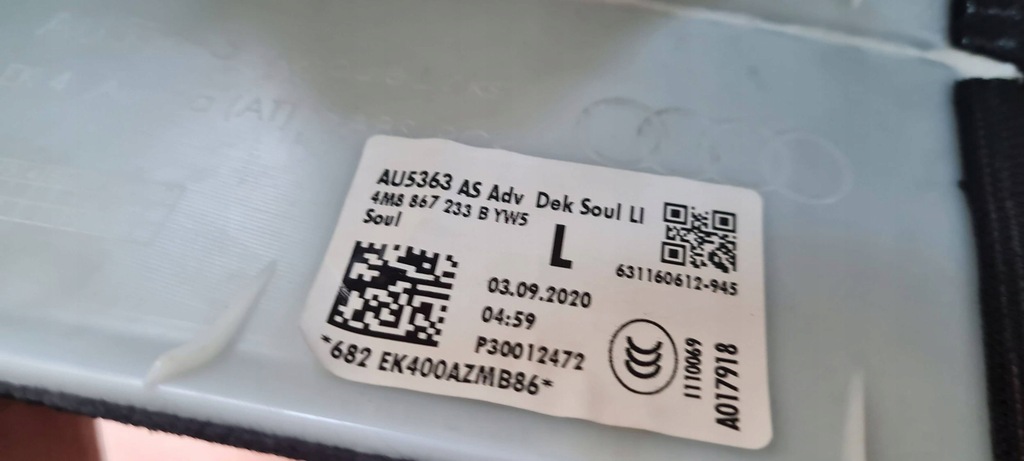 AU5363 AS Adv Dek Soul LI
4M8 867 233 B YW5
Soul
L
631160612-945
03.09.2020
04:59
P30012472
*682 EK400AZMB86*
1110069
A017918
(TA)